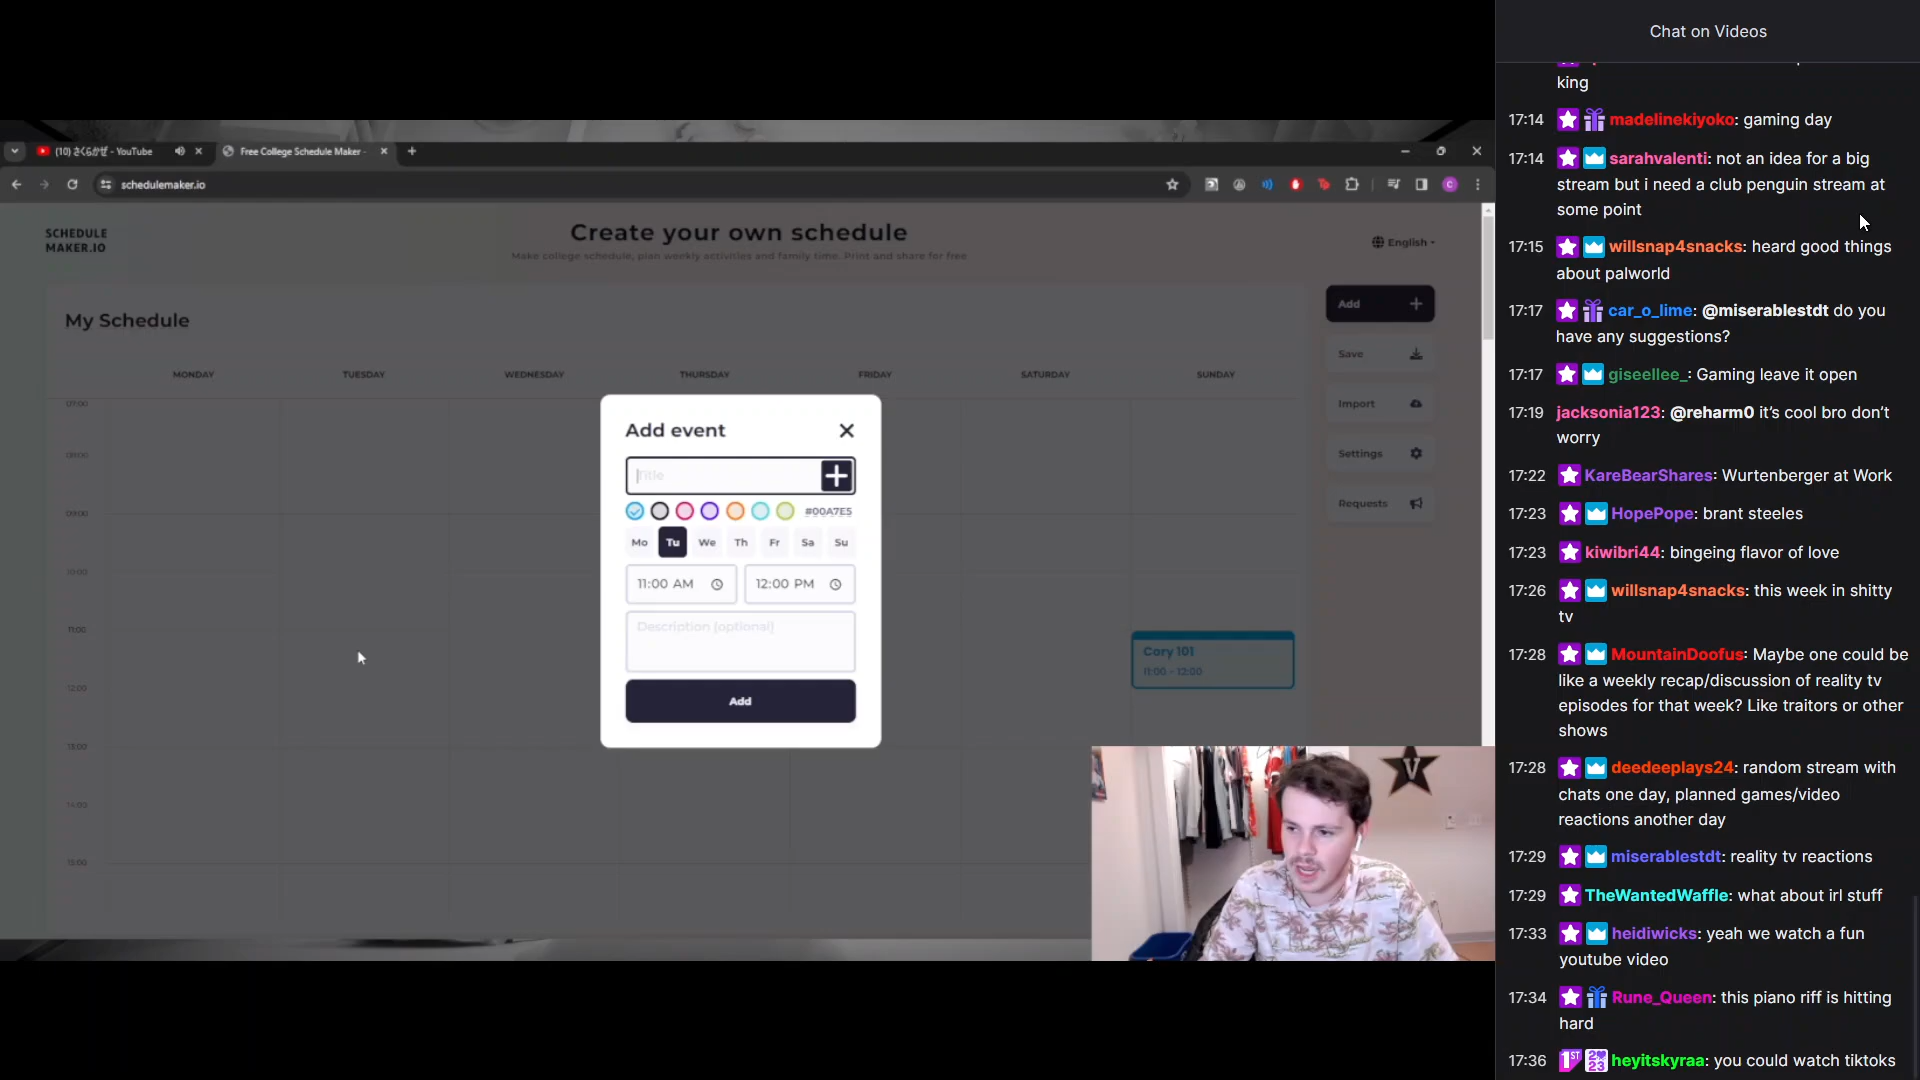 (10) さくらかぜ - YouTube
Free College Schedule Maker -
schedulemaker.io
SCHEDULE
MAKER.IO
Create your own schedule
Make college schedule, plan weekly activities and family time. Print and share for free
English
My Schedule
MONDAY TUESDAY WEDNESDAY THURSDAY FRIDAY SATURDAY SUNDAY
07:00
08:00
09:00
10:00
11:00
12:00
13:00
14:00
15:00
Add
Save
Import
Settings
Requests
Cary 101
11:00 - 12:00
Add event
Title
#00A7E5
Mo Tu We Th Fr Sa Su
11:00 AM 12:00 PM
Description (optional)
Add
V
Chat on Videos
king
17:14 madelinekiyoko: gaming day
17:14 sarahvalenti: not an idea for a big
stream but i need a club penguin stream at
some point
17:15 willsnap4snacks: heard good things
about palworld
17:17 car_o_lime: @miserablestdt do you
have any suggestions?
17:17 giseellee_: Gaming leave it open
17:19 jacksonia123: @reharm0 it’s cool bro don’t
worry
17:22 KareBearShares: Wurtenberger at Work
17:23 HopePope: brant steeles
17:23 kiwibri44: bingeing flavor of love
17:26 willsnap4snacks: this week in shitty
tv
17:28 MountainDoofus: Maybe one could be
like a weekly recap/discussion of reality tv
episodes for that week? Like traitors or other
shows
17:28 deedeeplays24: random stream with
chats one day, planned games/video
reactions another day
17:29 miserablestdt: reality tv reactions
17:29 TheWantedWaffle: what about irl stuff
17:33 heidiwicks: yeah we watch a fun
youtube video
17:34 Rune_Queen: this piano riff is hitting
hard
17:36 1ST 2023 heyitskyraa: you could watch tiktoks